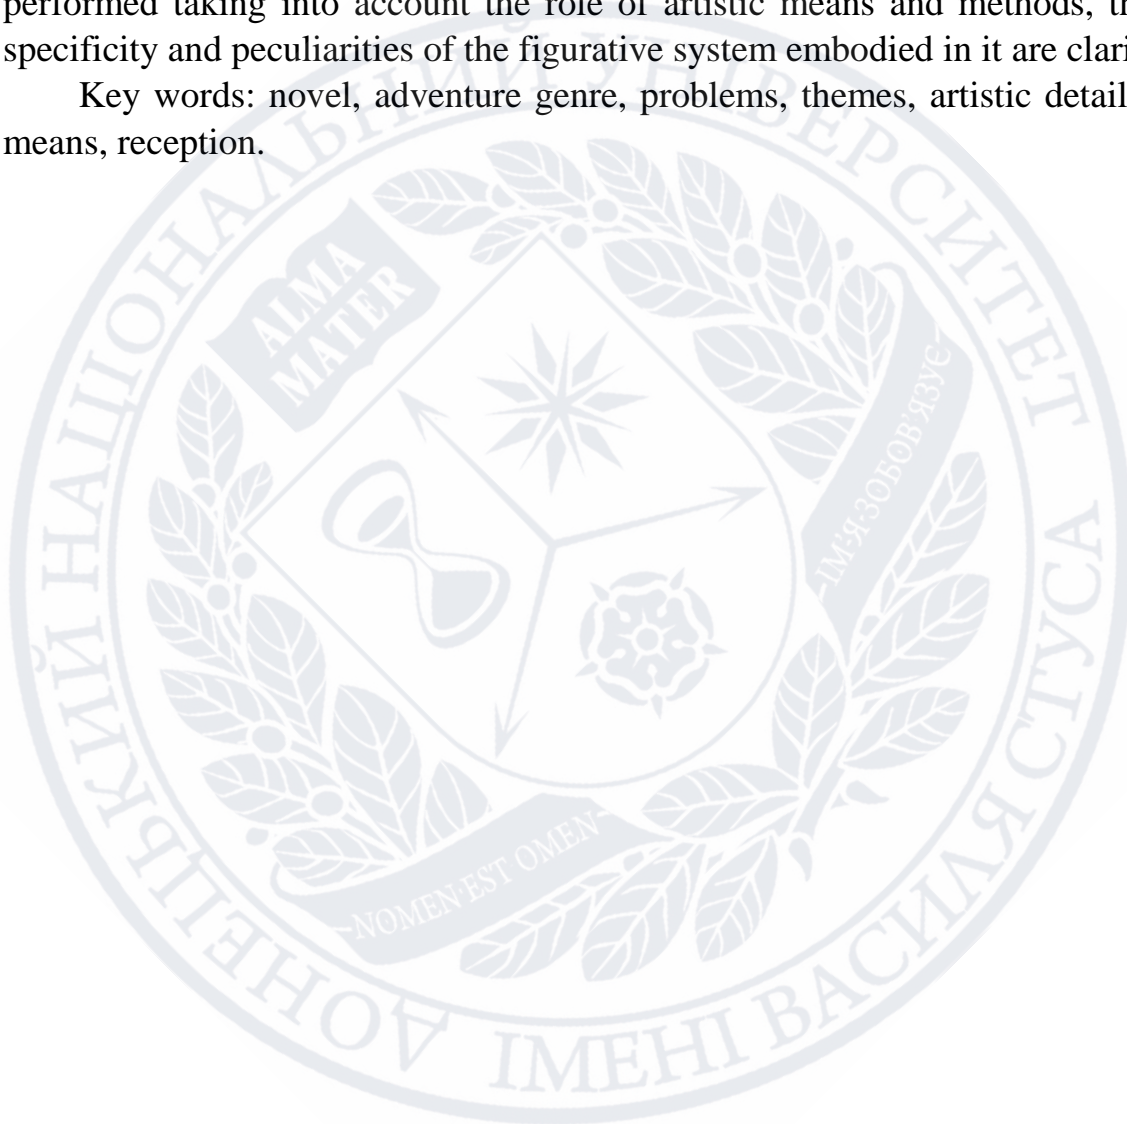 performed taking into account the role of artistic means and methods, th
specificity and peculiarities of the figurative system embodied in it are clari
Key words: novel, adventure genre, problems, themes, artistic detail
means, reception.
ДОНЕЦЬКИЙ НАЦІОНАЛЬНИЙ УНІВЕРСИТЕТ ІМЕНІ ВАСИЛЯ СТУСА
ALMA
MATER
ІМ'Я·ЗОБОВ'ЯЗУЄ
NOMEN·EST OMEN